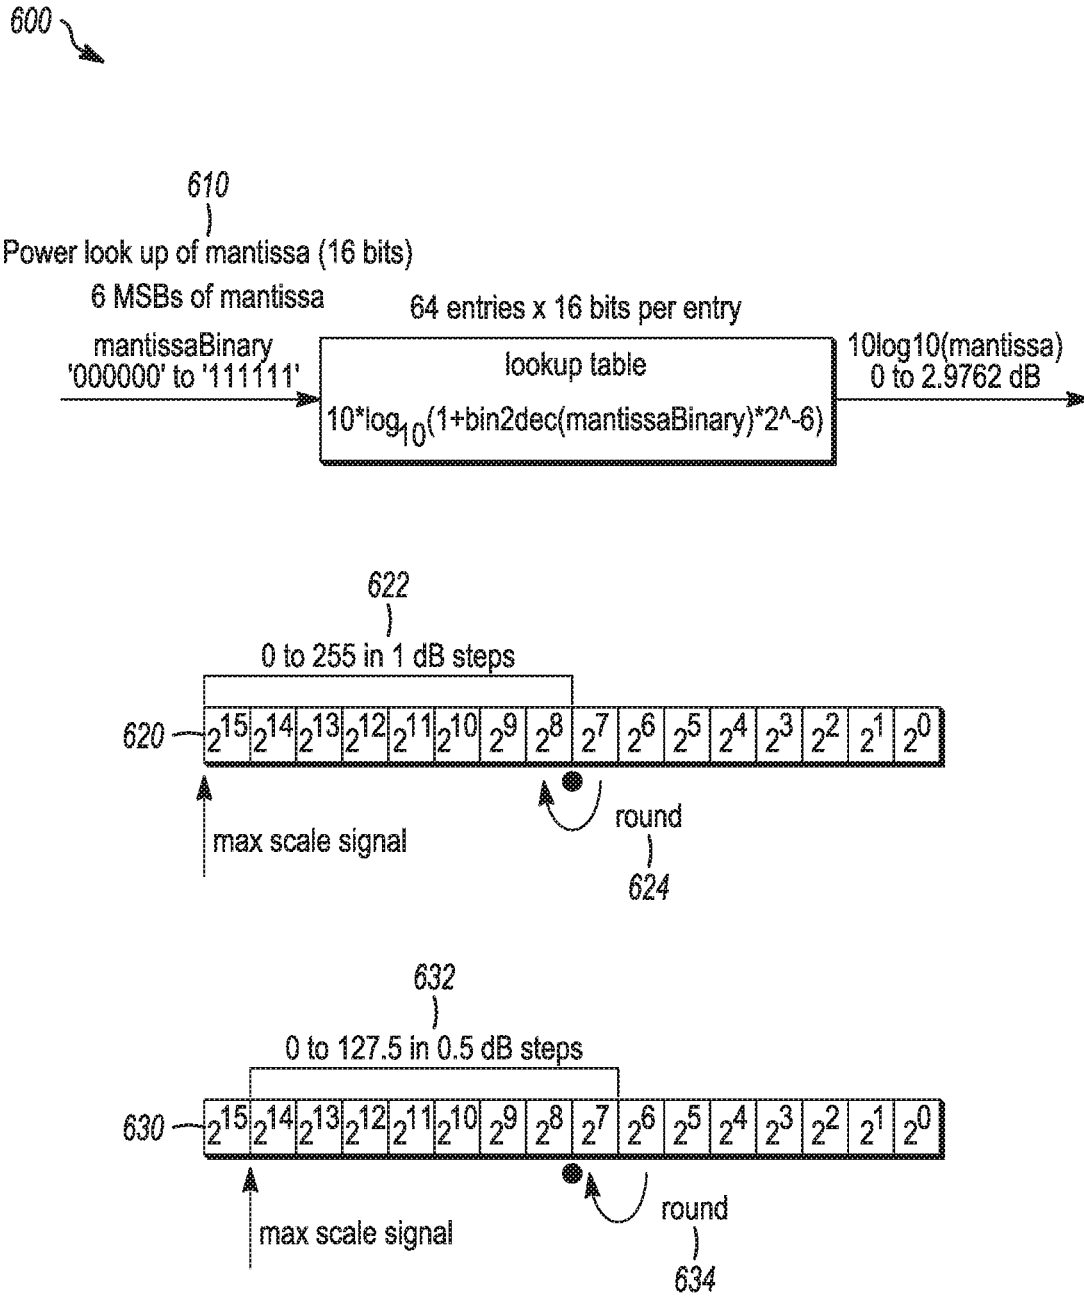 600
610
Power look up of mantissa (16 bits)
6 MSBs of mantissa
64 entries x 16 bits per entry
mantissaBinary
'000000' to '111111'
lookup table
10*log10(1+bin2dec(mantissaBinary)*2^-6)
10log10(mantissa)
0 to 2.9762 dB
622
0 to 255 in 1 dB steps
620
2^15 2^14 2^13 2^12 2^11 2^10 2^9 2^8 2^7 2^6 2^5 2^4 2^3 2^2 2^1 2^0
max scale signal
round
624
632
0 to 127.5 in 0.5 dB steps
630
2^15 2^14 2^13 2^12 2^11 2^10 2^9 2^8 2^7 2^6 2^5 2^4 2^3 2^2 2^1 2^0
max scale signal
round
634